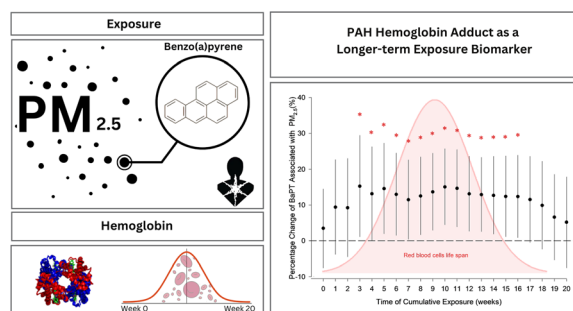 Exposure
Benzo(a)pyrene
PM2.5
Hemoglobin
Week 0
Week 20
PAH Hemoglobin Adduct as a
Longer-term Exposure Biomarker
Percentage Change of BaPT Associated with PM2.5(%)
40
30
20
10
0
-10
Red blood cells life span
0 1 2 3 4 5 6 7 8 9 10 11 12 13 14 15 16 17 18 19 20
Time of Cumulative Exposure (weeks)